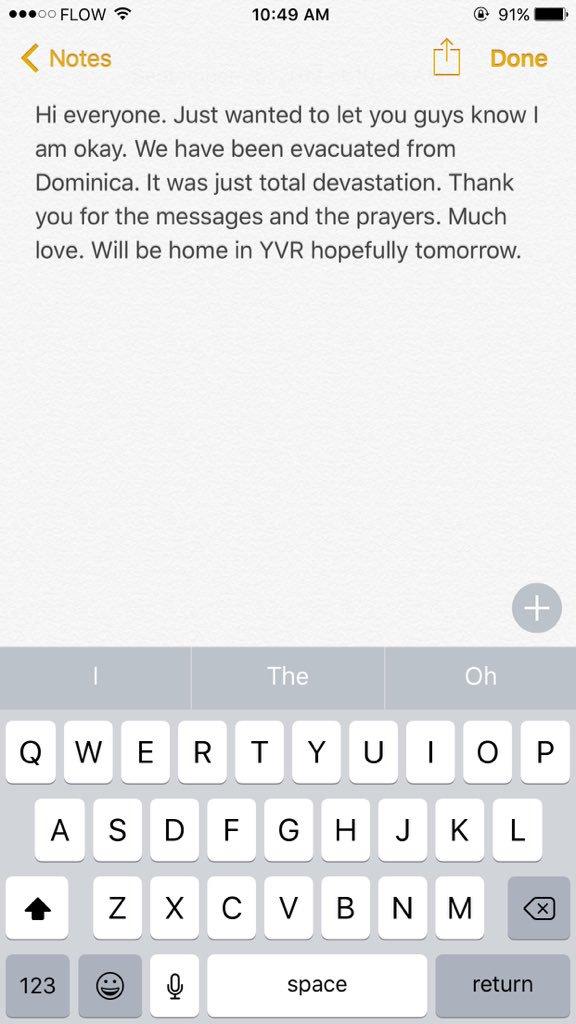 FLOW 10:49 AM 91%
Notes Done
Hi everyone. Just wanted to let you guys know I
am okay. We have been evacuated from
Dominica. It was just total devastation. Thank
you for the messages and the prayers. Much
love. Will be home in YVR hopefully tomorrow.
I The Oh
Q W E R T Y U I O P
A S D F G H J K L
Z X C V B N M
123 space return